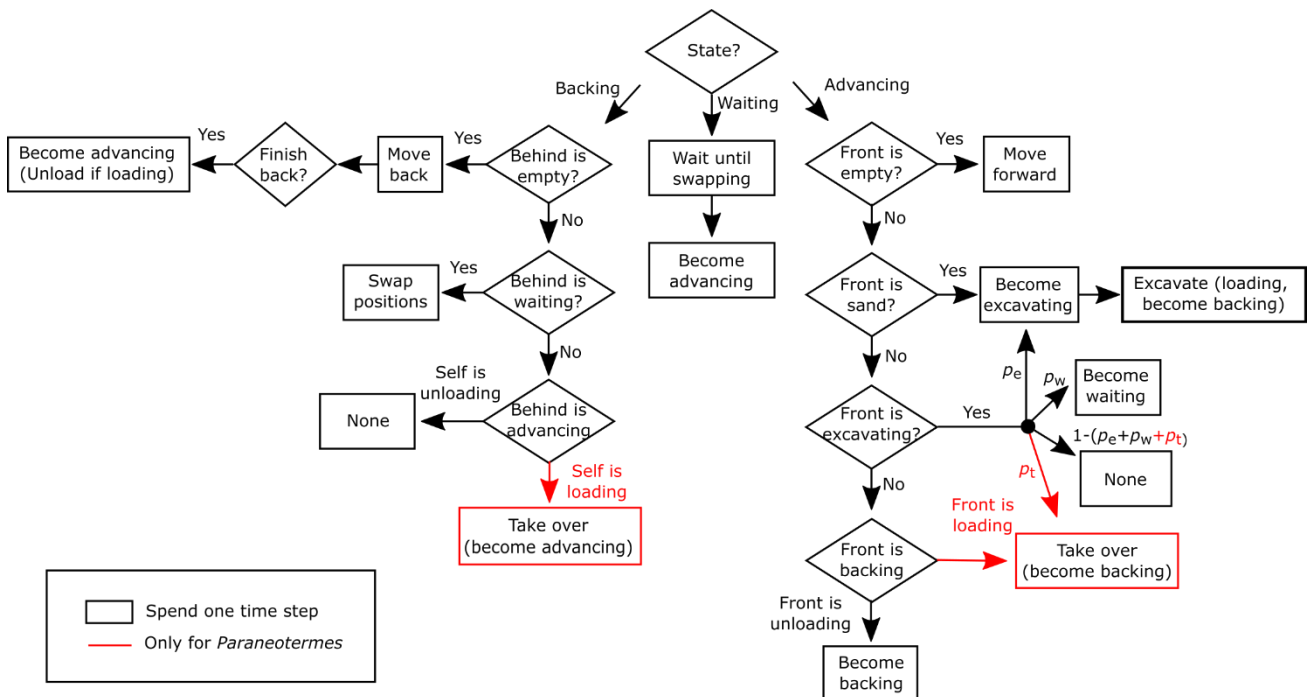 State?
Backing
Waiting
Advancing
Become advancing
(Unload if loading)
Yes
Finish
back?
Move
back
Yes
Behind is
empty?
No
Wait until
swapping
Become
advancing
Front is
empty?
Yes
Move
forward
No
Swap
positions
Yes
Behind is
waiting?
No
Front is
sand?
Yes
Become
excavating
Excavate (loading,
become backing)
No
None
Self is
unloading
Behind is
advancing
Self is
loading
Take over
(become advancing)
Front is
excavating?
Yes
pe
pw
Become
waiting
1-(pe+pw+pt)
None
pt
No
Front is
backing
Front is
loading
Take over
(become backing)
Front is
unloading
Become
backing
Spend one time step
Only for Paraneotermes